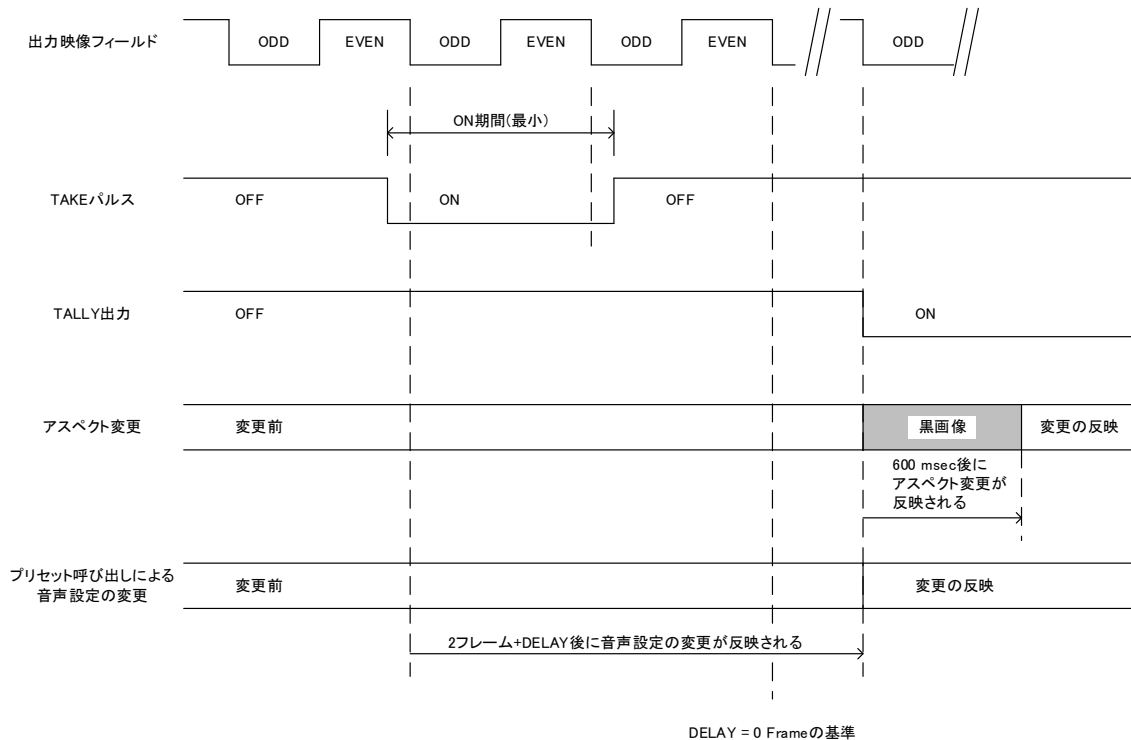 出力映像フィールド
ODD
EVEN
ODD
EVEN
ODD
EVEN
ODD
ON期間(最小)
TAKEパルス
OFF
ON
OFF
TALLY出力
OFF
ON
アスペクト変更
変更前
黒画像
変更の反映
600 msec後に
アスペクト変更が
反映される
プリセット呼び出しによる
音声設定の変更
変更前
変更の反映
2フレーム+DELAY後に音声設定の変更が反映される
DELAY = 0 Frameの基準